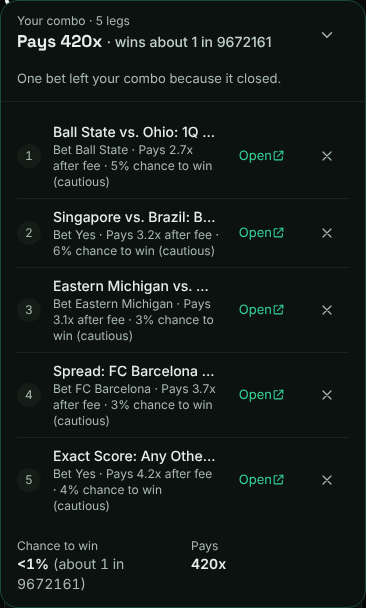 Your combo · 5 legs
Pays 420x · wins about 1 in 9672161
One bet left your combo because it closed.
1
Ball State vs. Ohio: 1Q ...
Bet Ball State · Pays 2.7x
after fee · 5% chance to win
(cautious)
Open
2
Singapore vs. Brazil: B...
Bet Yes · Pays 3.2x after fee ·
6% chance to win (cautious)
Open
3
Eastern Michigan vs. ...
Bet Eastern Michigan · Pays
3.1x after fee · 3% chance to
win (cautious)
Open
4
Spread: FC Barcelona ...
Bet FC Barcelona · Pays 3.7x
after fee · 3% chance to win
(cautious)
Open
5
Exact Score: Any Othe...
Bet Yes · Pays 4.2x after fee
· 4% chance to win
(cautious)
Open
Chance to win
<1% (about 1 in
9672161)
Pays
420x